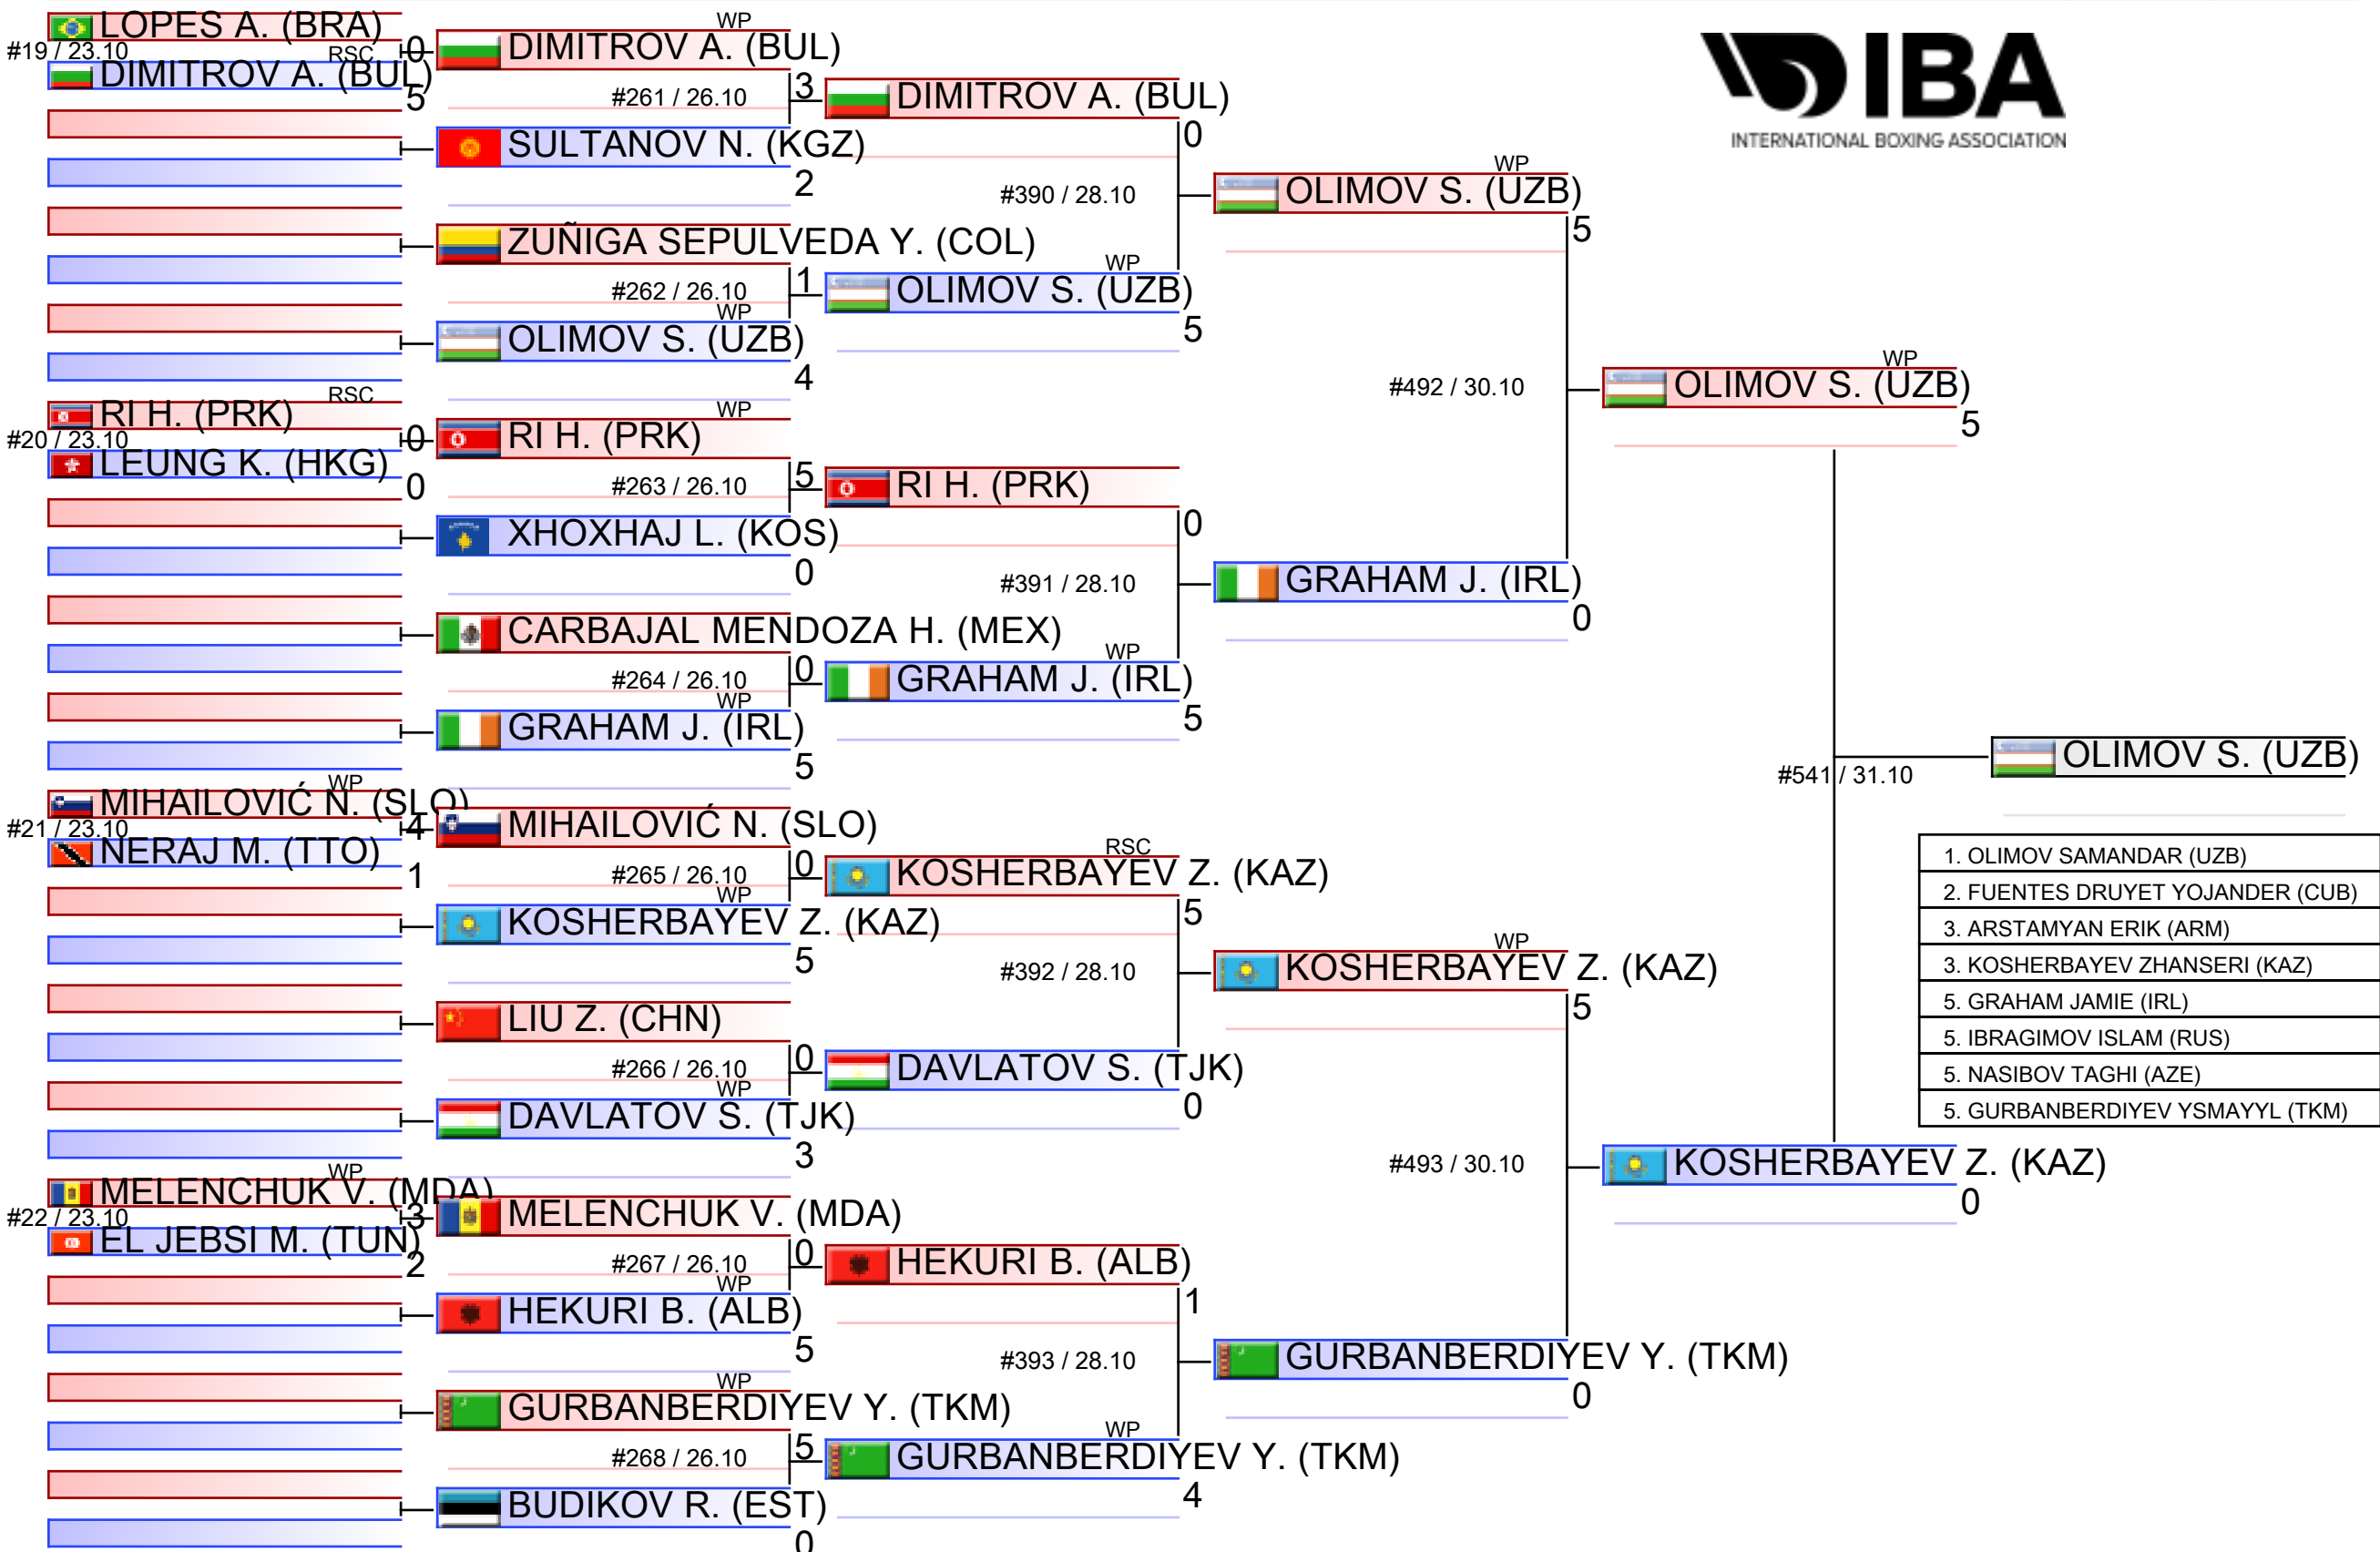 WP
LOPES A. (BRA)
#19 / 23.10
RSC
0
DIMITROV A. (BUL)
5
DIMITROV A. (BUL)
3
#261 / 26.10
SULTANOV N. (KGZ)
2
DIMITROV A. (BUL)
0
#390 / 28.10
ZUÑIGA SEPULVEDA Y. (COL)
1
#262 / 26.10
WP
OLIMOV S. (UZB)
4
WP
OLIMOV S. (UZB)
5
WP
OLIMOV S. (UZB)
5
#492 / 30.10
RSC
RI H. (PRK)
#20 / 23.10
0
LEUNG K. (HKG)
0
WP
RI H. (PRK)
5
#263 / 26.10
XHOXHAJ L. (KOS)
0
RI H. (PRK)
0
#391 / 28.10
CARBAJAL MENDOZA H. (MEX)
0
#264 / 26.10
WP
GRAHAM J. (IRL)
5
WP
GRAHAM J. (IRL)
5
GRAHAM J. (IRL)
0
WP
OLIMOV S. (UZB)
5
#541 / 31.10
OLIMOV S. (UZB)
WP
MIHAILOVIĆ N. (SLO)
#21 / 23.10
4
NERAJ M. (TTO)
1
MIHAILOVIĆ N. (SLO)
0
#265 / 26.10
WP
KOSHERBAYEV Z. (KAZ)
5
RSC
KOSHERBAYEV Z. (KAZ)
5
#392 / 28.10
LIU Z. (CHN)
0
#266 / 26.10
WP
DAVLATOV S. (TJK)
3
DAVLATOV S. (TJK)
0
WP
KOSHERBAYEV Z. (KAZ)
5
#493 / 30.10
WP
MELENCHUK V. (MDA)
#22 / 23.10
3
EL JEBSI M. (TUN)
2
MELENCHUK V. (MDA)
0
#267 / 26.10
WP
HEKURI B. (ALB)
5
HEKURI B. (ALB)
1
#393 / 28.10
WP
GURBANBERDIYEV Y. (TKM)
5
#268 / 26.10
BUDIKOV R. (EST)
0
WP
GURBANBERDIYEV Y. (TKM)
4
GURBANBERDIYEV Y. (TKM)
0
KOSHERBAYEV Z. (KAZ)
0
IBA
INTERNATIONAL BOXING ASSOCIATION
1. OLIMOV SAMANDAR (UZB)
2. FUENTES DRUYET YOJANDER (CUB)
3. ARSTAMYAN ERIK (ARM)
3. KOSHERBAYEV ZHANSERI (KAZ)
5. GRAHAM JAMIE (IRL)
5. IBRAGIMOV ISLAM (RUS)
5. NASIBOV TAGHI (AZE)
5. GURBANBERDIYEV YSMAYYL (TKM)